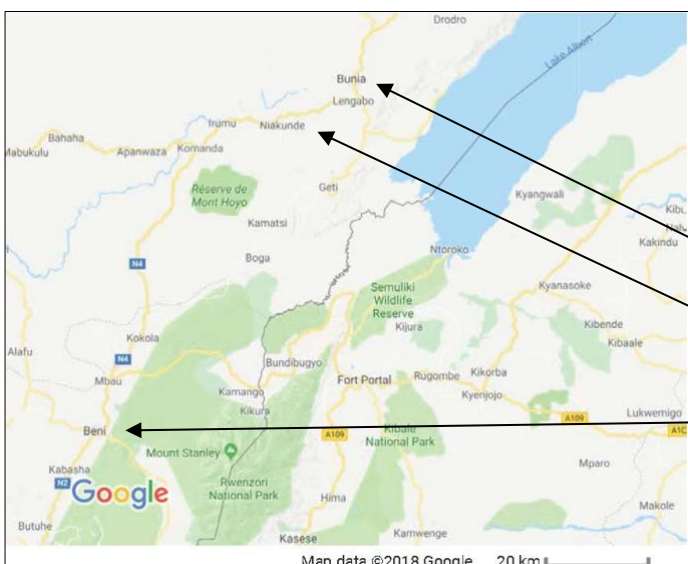 Drodro
Lake Albert
Bunia
Lengabo
Irumu
Niakunde
Bahaha
Mabukulu
Apanwaza
Komanda
Réserve de
Mont Hoyo
Geti
Kyangwali
Kamatsi
Kakindu
Boga
Ntoroko
N4
Semuliki
Wildlife
Reserve
Kyanasoke
Kijura
Kibende
Kibaale
Kokola
Alafu
N4
Mbau
Bundibugyo
Fort Portal
Rugombe
Kikorba
Kyenjojo
Kamango
Kikura
Lukwemigo
A109
Beni
A109
Kibale
National Park
Mount Stanley
Kabasha
N2
Google
Rwenzori
National Park
Mparo
Hima
Makole
Butuhe
Kasese
Kamwenge
Map data ©2018 Google 20 km